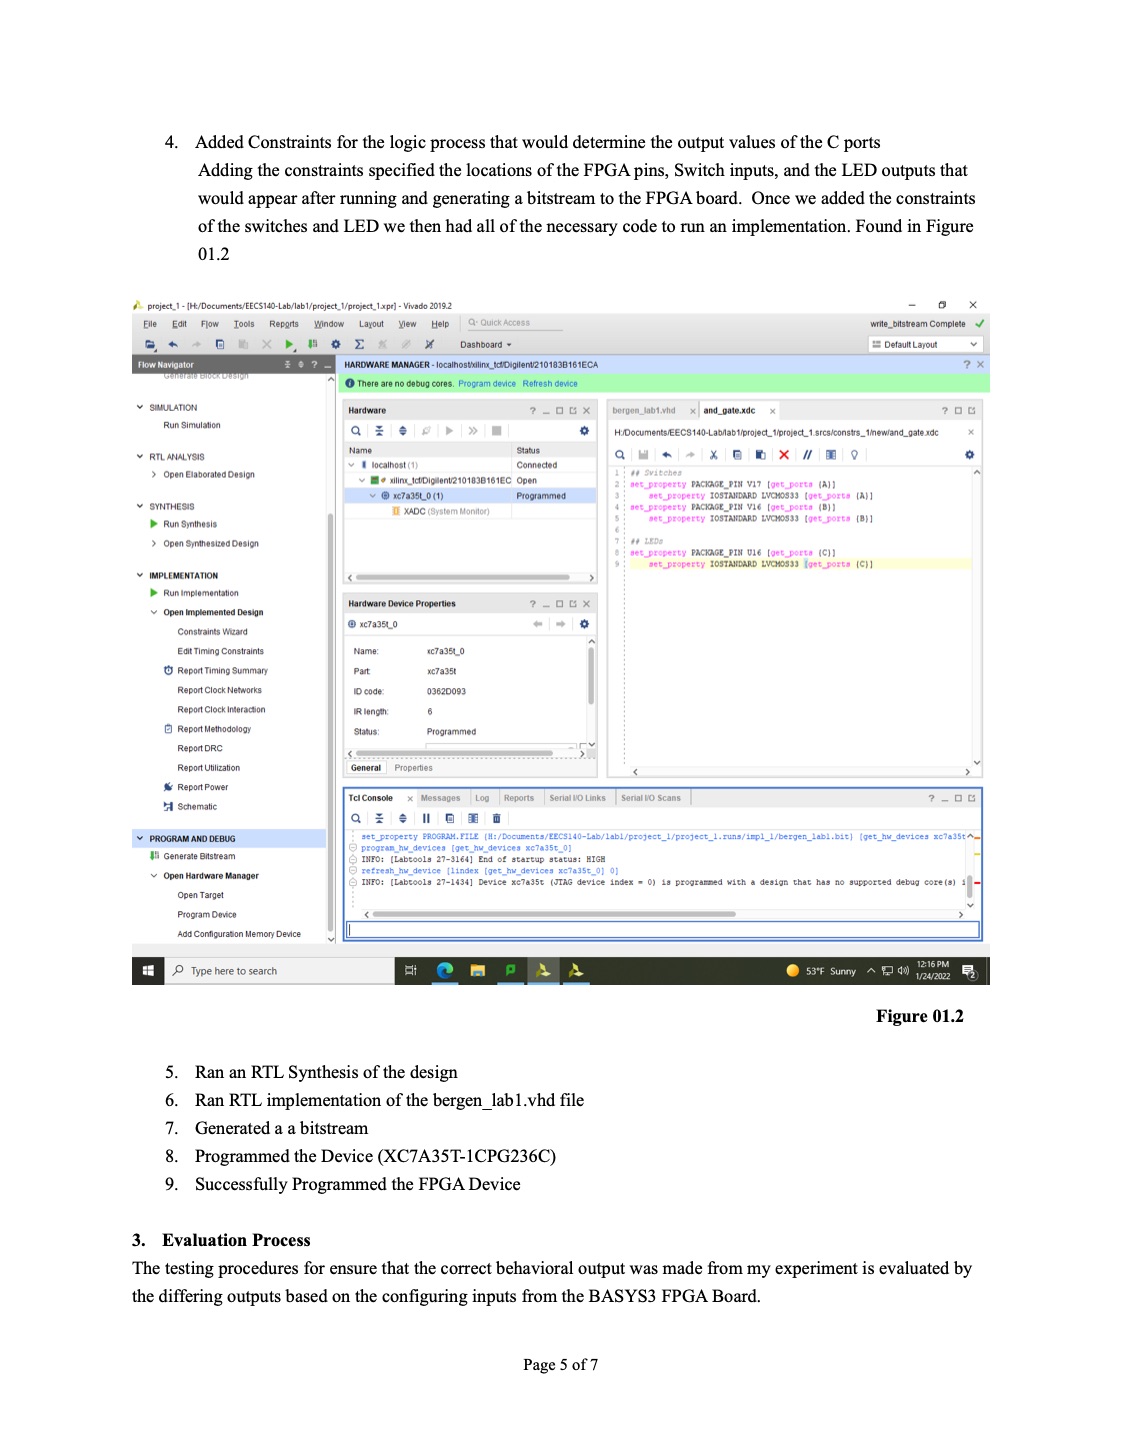 4. Added Constraints for the logic process that would determine the output values of the C ports
Adding the constraints specified the locations of the FPGA pins, Switch inputs, and the LED outputs that
would appear after running and generating a bitstream to the FPGA board. Once we added the constraints
of the switches and LED we then had all of the necessary code to run an implementation. Found in Figure
01.2
project_1 - [H:/Documents/EECS140-Lab/lab1/project_1/project_1.xpr] - Vivado 2019.2
File Edit Flow Tools Reports Window Layout View Help Quick Access
write_bitstream Complete
Dashboard
Default Layout
Flow Navigator
HARDWARE MANAGER - localhost/xilinx_tcf/Digilent/210183B161ECA
There are no debug cores. Program device Refresh device
Generate Block Design
SIMULATION
Run Simulation
RTL ANALYSIS
Open Elaborated Design
SYNTHESIS
Run Synthesis
Open Synthesized Design
IMPLEMENTATION
Run Implementation
Open Implemented Design
Constraints Wizard
Edit Timing Constraints
Report Timing Summary
Report Clock Networks
Report Clock Interaction
Report Methodology
Report DRC
Report Utilization
Report Power
Schematic
PROGRAM AND DEBUG
Generate Bitstream
Open Hardware Manager
Open Target
Program Device
Add Configuration Memory Device
Hardware
Name Status
localhost (1) Connected
xilinx_tcf/Digilent/210183B161EC Open
xc7a35t_0 (1) Programmed
XADC (System Monitor)
Hardware Device Properties
xc7a35t_0
Name: xc7a35t_0
Part: xc7a35t
ID code: 0362D093
IR length: 6
Status: Programmed
General Properties
bergen_lab1.vhd and_gate.xdc
H:/Documents/EECS140-Lab/lab1/project_1/project_1.srcs/constrs_1/new/and_gate.xdc
1 ## Switches
2 set_property PACKAGE_PIN V17 [get_ports {A}]
3 set_property IOSTANDARD LVCMOS33 [get_ports {A}]
4 set_property PACKAGE_PIN V16 [get_ports {B}]
5 set_property IOSTANDARD LVCMOS33 [get_ports {B}]
6
7 ## LEDs
8 set_property PACKAGE_PIN U16 [get_ports {C}]
9 set_property IOSTANDARD LVCMOS33 [get_ports {C}]
Tcl Console Messages Log Reports Serial I/O Links Serial I/O Scans
set_property PROGRAM.FILE {H:/Documents/EECS140-Lab/lab1/project_1/project_1.runs/impl_1/bergen_lab1.bit} [get_hw_devices xc7a35t
program_hw_devices [get_hw_devices xc7a35t_0]
INFO: [Labtools 27-3164] End of startup status: HIGH
refresh_hw_device [lindex [get_hw_devices xc7a35t_0] 0]
INFO: [Labtools 27-1434] Device xc7a35t (JTAG device index = 0) is programmed with a design that has no supported debug core(s) i
Type here to search
53°F Sunny
12:16 PM
1/24/2022
2
Figure 01.2
5. Ran an RTL Synthesis of the design
6. Ran RTL implementation of the bergen_lab1.vhd file
7. Generated a a bitstream
8. Programmed the Device (XC7A35T-1CPG236C)
9. Successfully Programmed the FPGA Device
3. Evaluation Process
The testing procedures for ensure that the correct behavioral output was made from my experiment is evaluated by
the differing outputs based on the configuring inputs from the BASYS3 FPGA Board.
Page 5 of 7